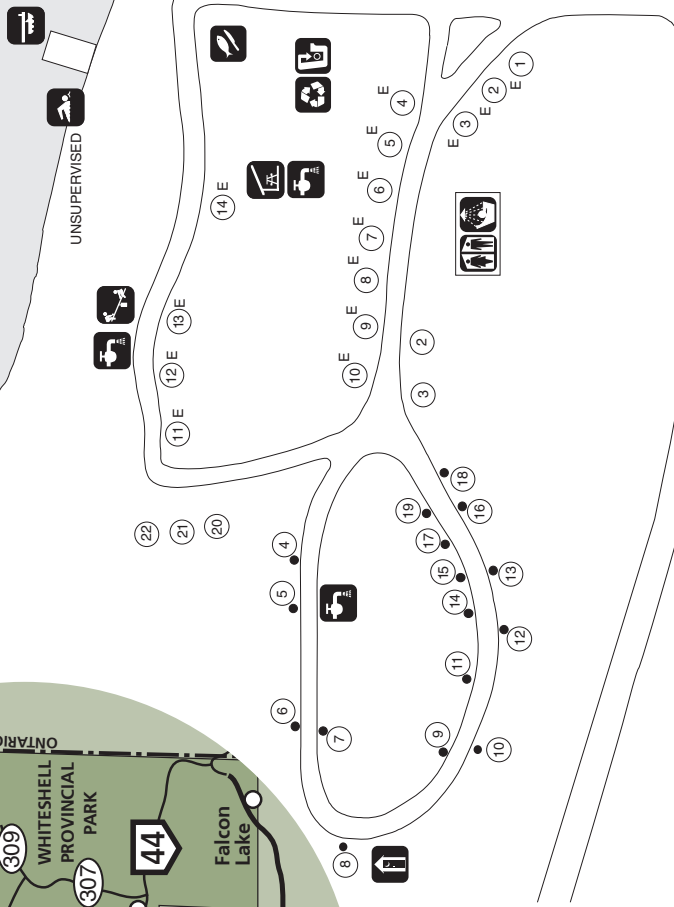 UNSUPERVISED
1
E
2
E
3
E
E
4
E
5
E
6
E
7
E
8
E
9
E
10
14 E
13 E
12 E
11 E
2
3
22
21
20
4
5
6
7
8
9
10
11
12
13
14
15
16
17
18
19
WHITESHELL
PROVINCIAL
PARK
309
307
44
Falcon
Lake